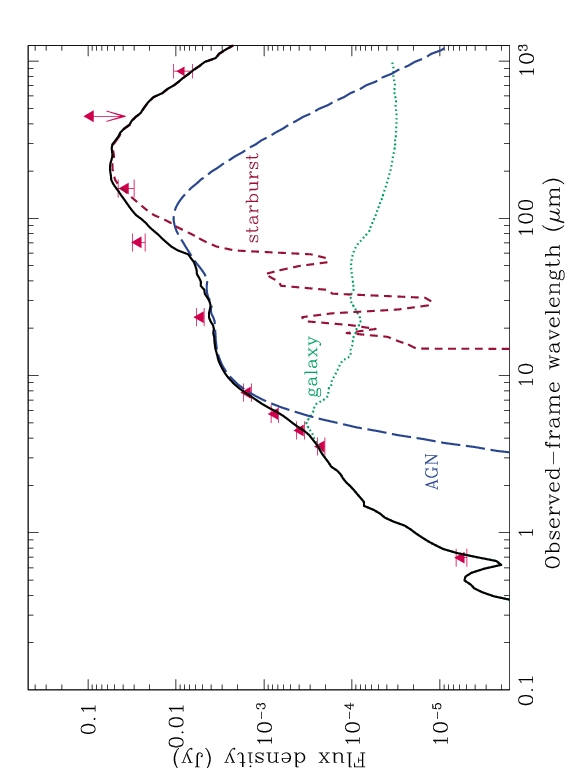 Flux density (Jy)
0.1
0.01
10⁻³
10⁻⁴
10⁻⁵
starburst
galaxy
AGN
0.1
1
10
100
10³
Observed−frame wavelength (μm)